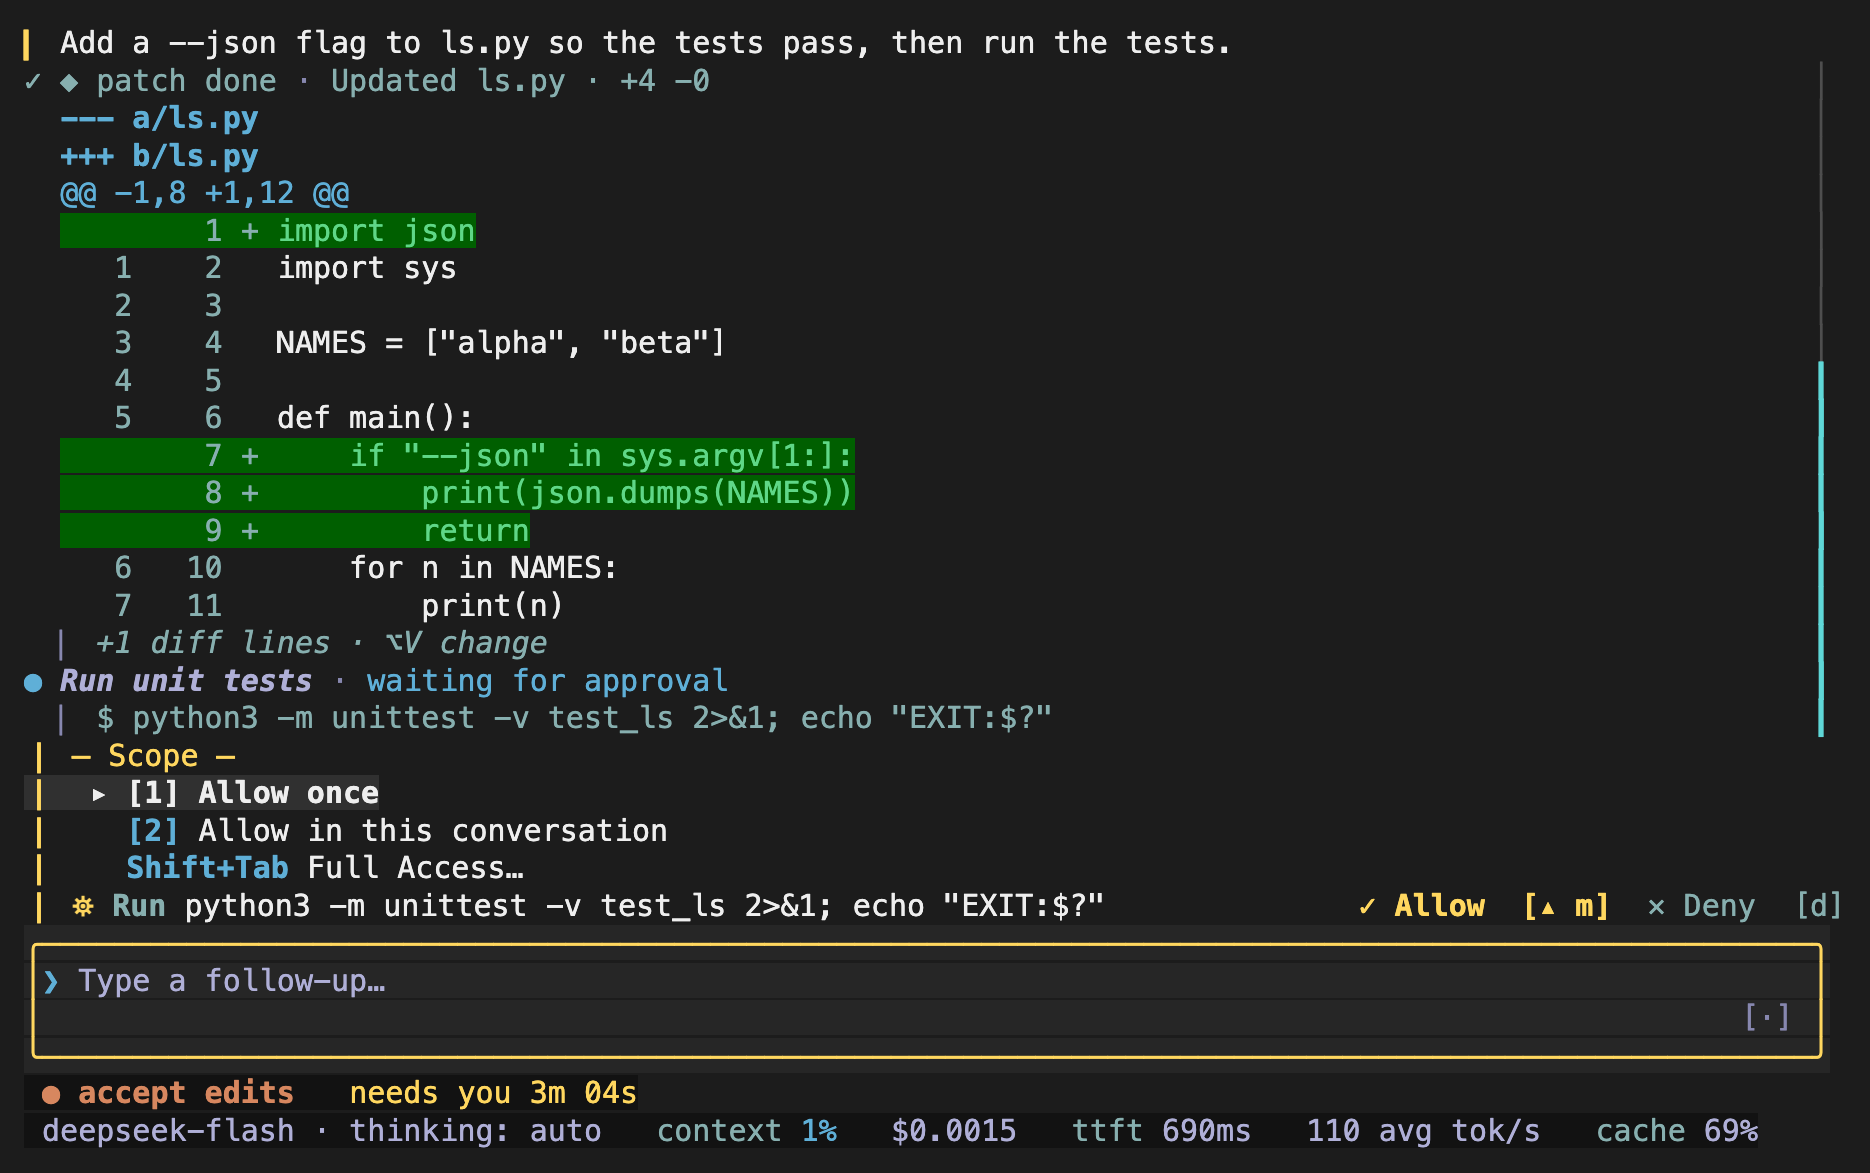 Add a --json flag to ls.py so the tests pass, then run the tests.
✓ ◆ patch done · Updated ls.py · +4 -0
--- a/ls.py
+++ b/ls.py
@@ -1,8 +1,12 @@
1 + import json
1 2 import sys
2 3
3 4 NAMES = ["alpha", "beta"]
4 5
5 6 def main():
7 + if "--json" in sys.argv[1:]:
8 + print(json.dumps(NAMES))
9 + return
6 10 for n in NAMES:
7 11 print(n)
│ +1 diff lines · ⌥V change
● Run unit tests · waiting for approval
│ $ python3 -m unittest -v test_ls 2>&1; echo "EXIT:$?"
— Scope —
▸ [1] Allow once
[2] Allow in this conversation
Shift+Tab Full Access…
Run python3 -m unittest -v test_ls 2>&1; echo "EXIT:$?" ✓ Allow [▲ m] × Deny [d]
❯ Type a follow-up…
[·]
● accept edits needs you 3m 04s
deepseek-flash · thinking: auto context 1% $0.0015 ttft 690ms 110 avg tok/s cache 69%